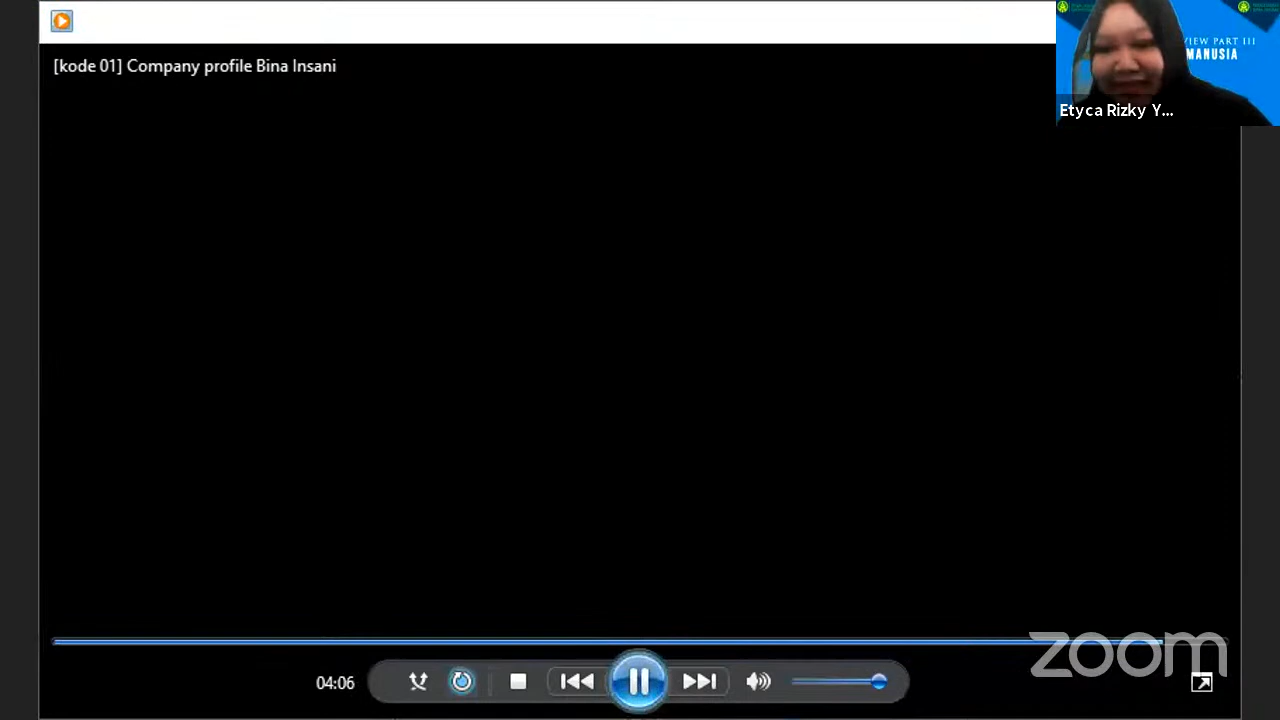 [kode 01] Company profile Bina Insani
VIEW PART III
MANUSIA
Etyca Rizky Y...
04:06
zoom